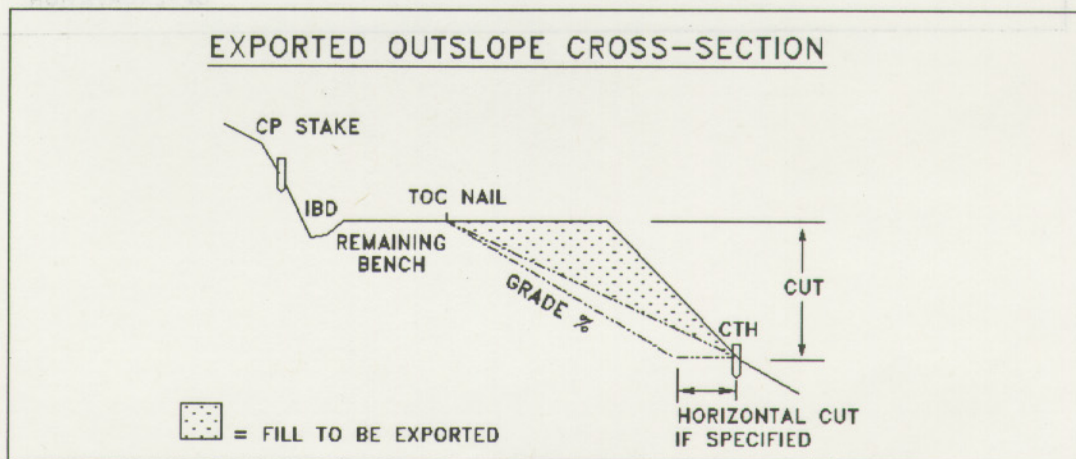 EXPORTED OUTSLOPE CROSS-SECTION
CP STAKE
IBD
TOC NAIL
REMAINING
BENCH
GRADE %
CUT
CTH
HORIZONTAL CUT
IF SPECIFIED
= FILL TO BE EXPORTED